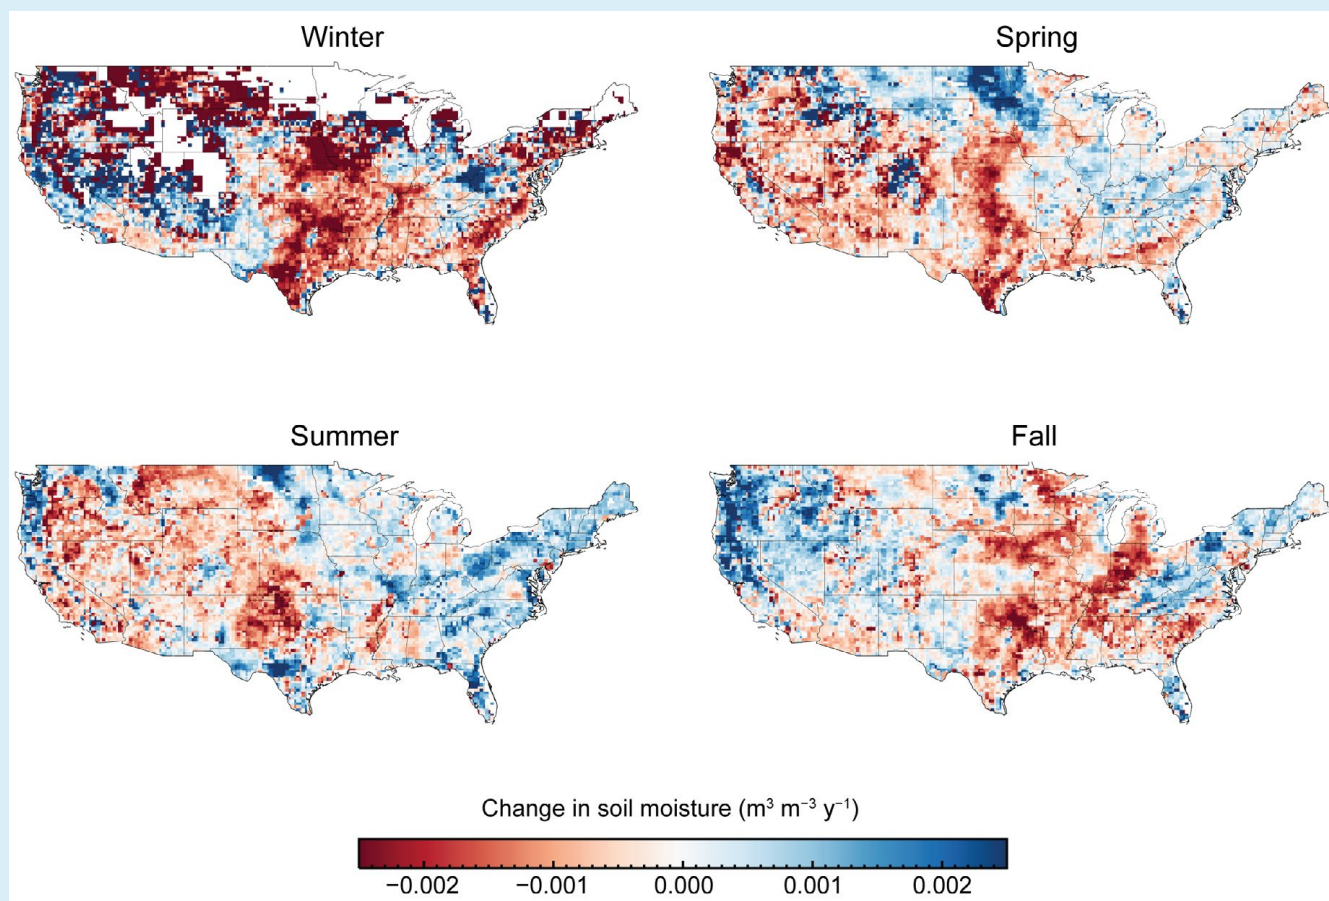 Winter
Spring
Summer
Fall
Change in soil moisture (m³ m⁻³ y⁻¹)
−0.002 −0.001 0.000 0.001 0.002